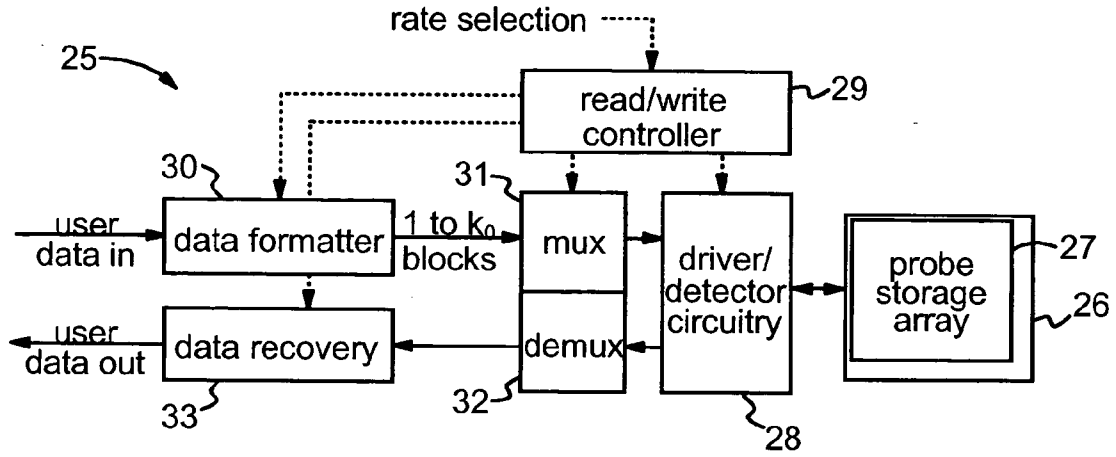 rate selection
25
read/write
controller
29
30
31
user
data in
data formatter
1 to k₀
blocks
mux
driver/
detector
circuitry
probe
storage
array
27
26
user
data out
data recovery
demux
33
32
28